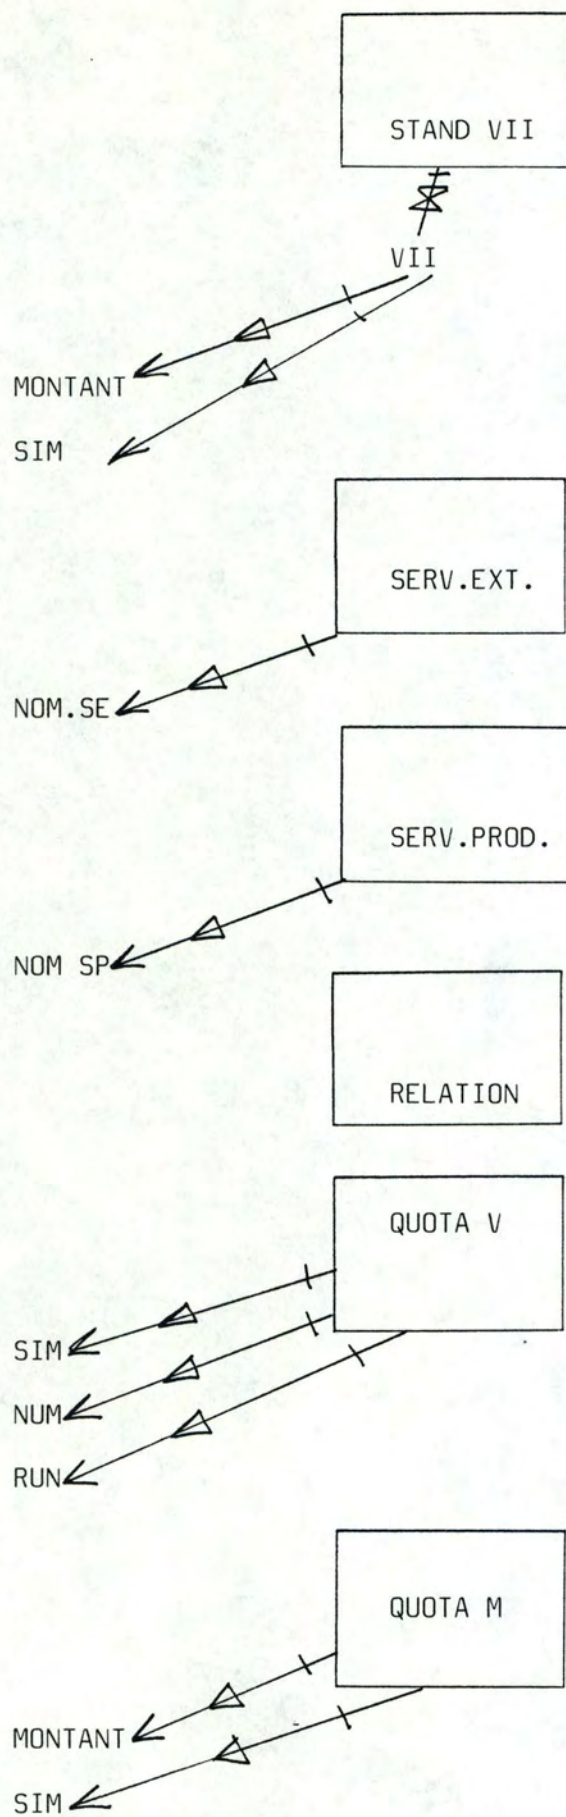 STAND VII
VII
MONTANT
SIM
SERV.EXT.
NOM.SE
SERV.PROD.
NOM SP
RELATION
QUOTA V
SIM
NUM
RUN
QUOTA M
MONTANT
SIM